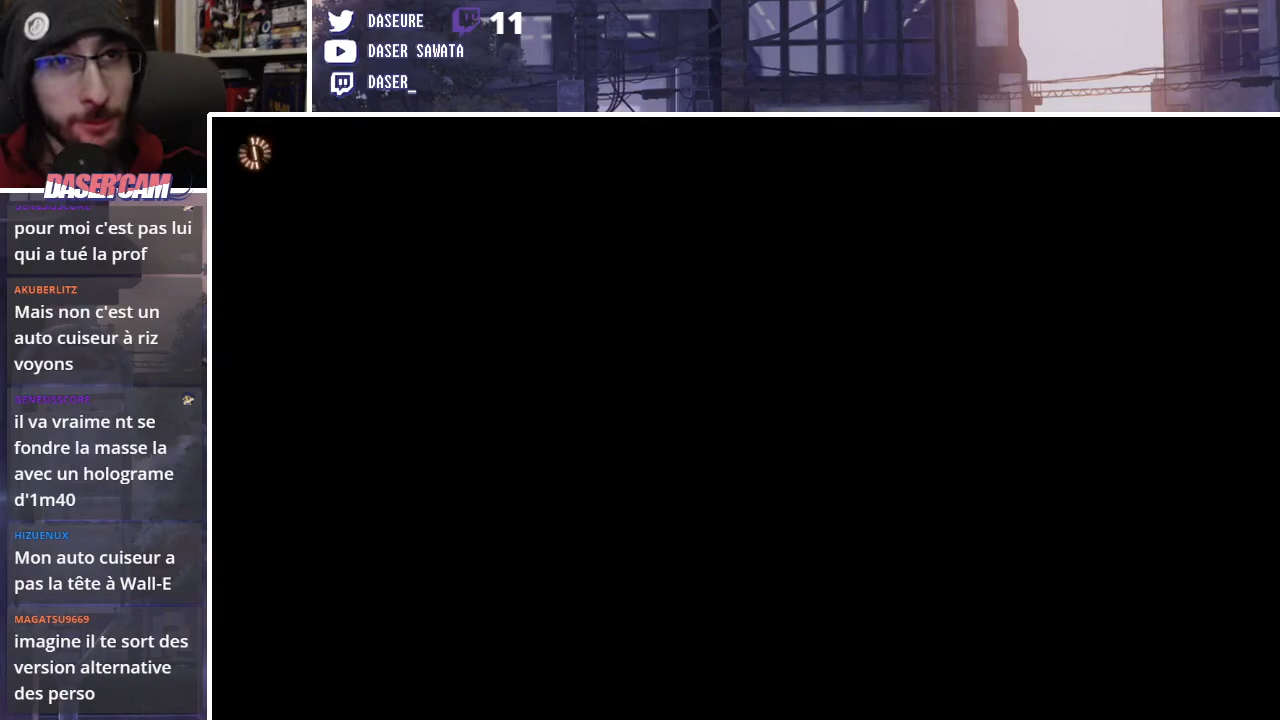 DASEURE 11
DASER SAWATA
DASER_
DASER'CAM
SENESISSCORE
pour moi c'est pas lui
qui a tué la prof
AKUBERLITZ
Mais non c'est un
auto cuiseur à riz
voyons
SENESISSCORE
il va vraime nt se
fondre la masse la
avec un holograme
d'1m40
HIZUENUX
Mon auto cuiseur a
pas la tête à Wall-E
MAGATSU9669
imagine il te sort des
version alternative
des perso